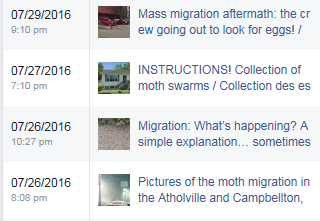 07/29/2016
9:10 pm
Mass migration aftermath: the cr
ew going out to look for eggs! /
07/27/2016
7:10 pm
INSTRUCTIONS! Collection of
moth swarms / Collection des es
07/26/2016
10:27 pm
Migration: What's happening? A
simple explanation… sometimes
07/26/2016
8:08 pm
Pictures of the moth migration in
the Atholville and Campbellton,